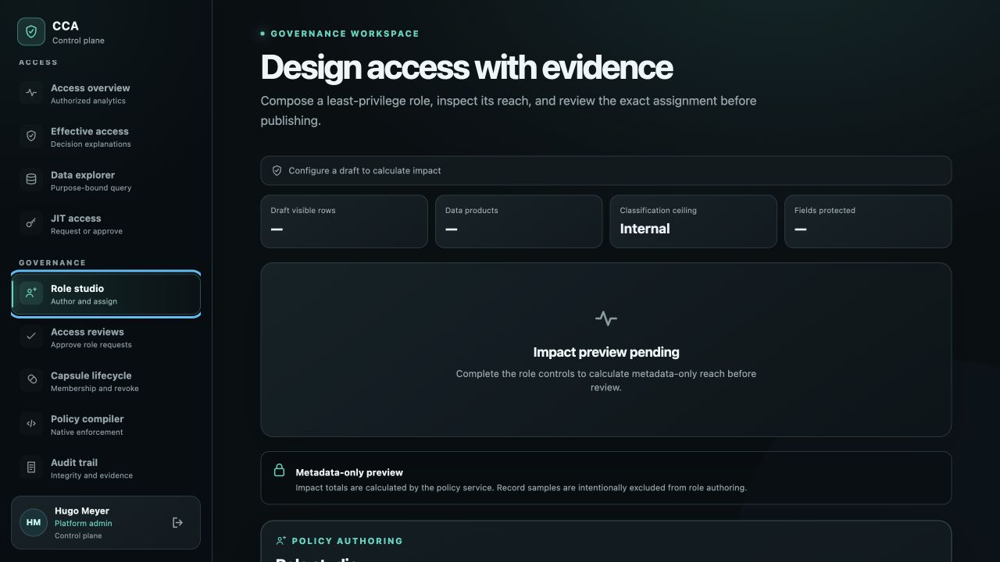 CCA
Control plane
ACCESS
Access overview
Authorized analytics
Effective access
Decision explanations
Data explorer
Purpose-bound query
JIT access
Request or approve
GOVERNANCE
Role studio
Author and assign
Access reviews
Approve role requests
Capsule lifecycle
Membership and revoke
Policy compiler
Native enforcement
Audit trail
Integrity and evidence
HM
Hugo Meyer
Platform admin
Control plane
GOVERNANCE WORKSPACE
Design access with evidence
Compose a least-privilege role, inspect its reach, and review the exact assignment before
publishing.
Configure a draft to calculate impact
Draft visible rows
—
Data products
—
Classification ceiling
Internal
Fields protected
—
Impact preview pending
Complete the role controls to calculate metadata-only reach before
review.
Metadata-only preview
Impact totals are calculated by the policy service. Record samples are intentionally excluded from role authoring.
POLICY AUTHORING
Role studio